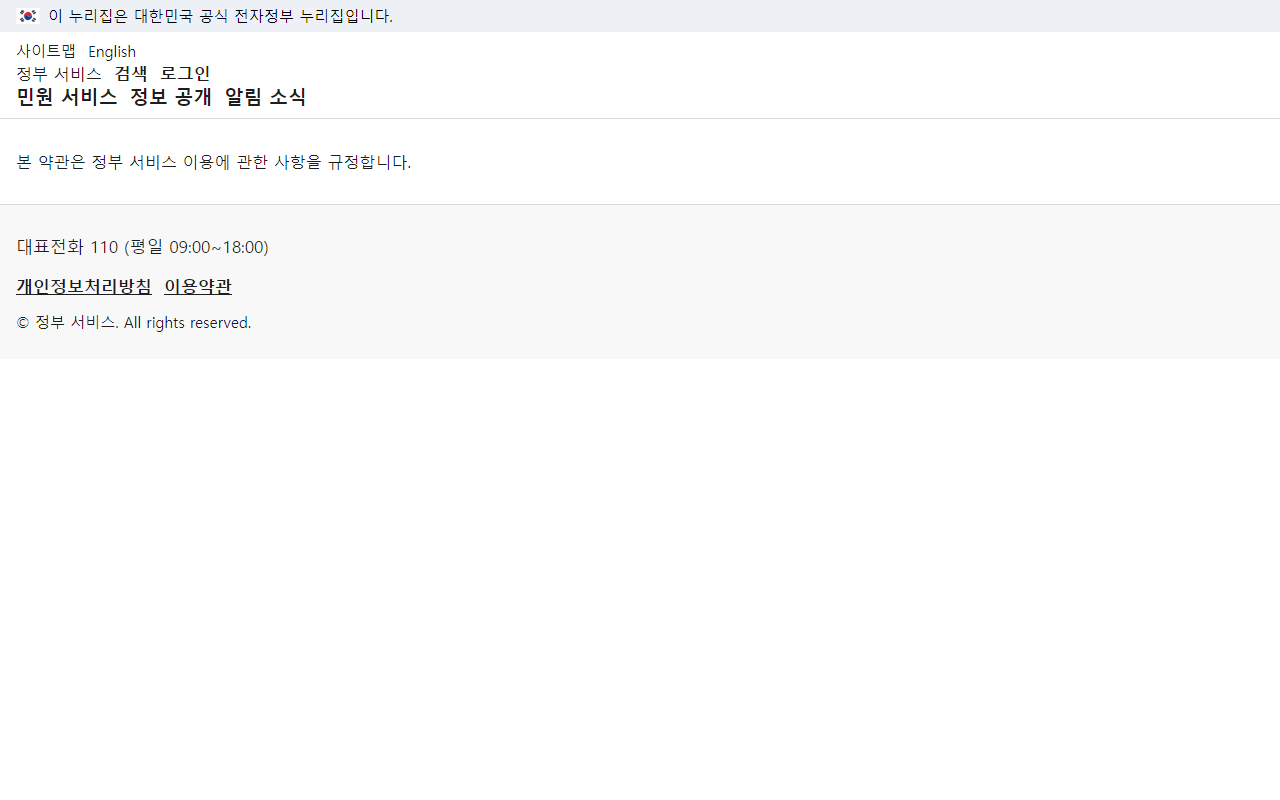 이 누리집은 대한민국 공식 전자정부 누리집입니다.
사이트맵 English
정부 서비스 검색 로그인
민원 서비스 정보 공개 알림 소식
본 약관은 정부 서비스 이용에 관한 사항을 규정합니다.
대표전화 110 (평일 09:00~18:00)
개인정보처리방침 이용약관
© 정부 서비스. All rights reserved.